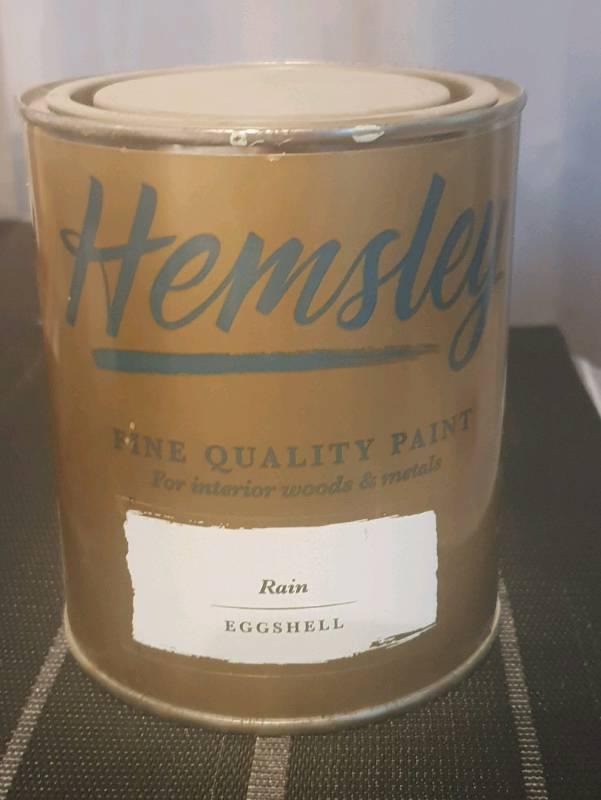 Hemsley
FINE QUALITY PAINT
For interior woods & metals
Rain
EGGSHELL